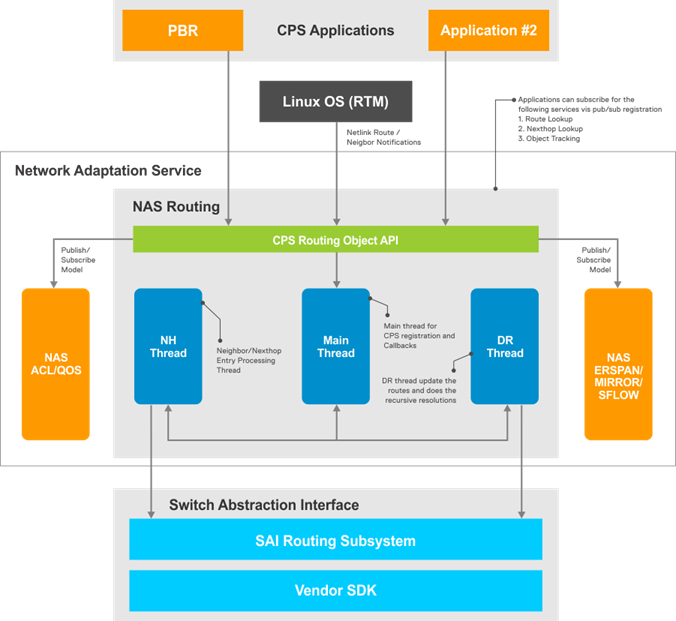 PBR
CPS Applications
Application #2
Linux OS (RTM)
Netlink Route /
Neigbor Notifications
Applications can subscribe for the
following services vis pub/sub registration
1. Route Lookup
2. Nexthop Lookup
3. Object Tracking
Network Adaptation Service
NAS Routing
CPS Routing Object API
Publish/
Subscribe
Model
Publish/
Subscribe
Model
NAS
ACL/QOS
NH
Thread
Neighbor/Nexthop
Entry Processing
Thread
Main
Thread
Main thread for
CPS registration and
Callbacks
DR thread update the
routes and does the
recursive resolutions
DR
Thread
NAS
ERSPAN/
MIRROR/
SFLOW
Switch Abstraction Interface
SAI Routing Subsystem
Vendor SDK